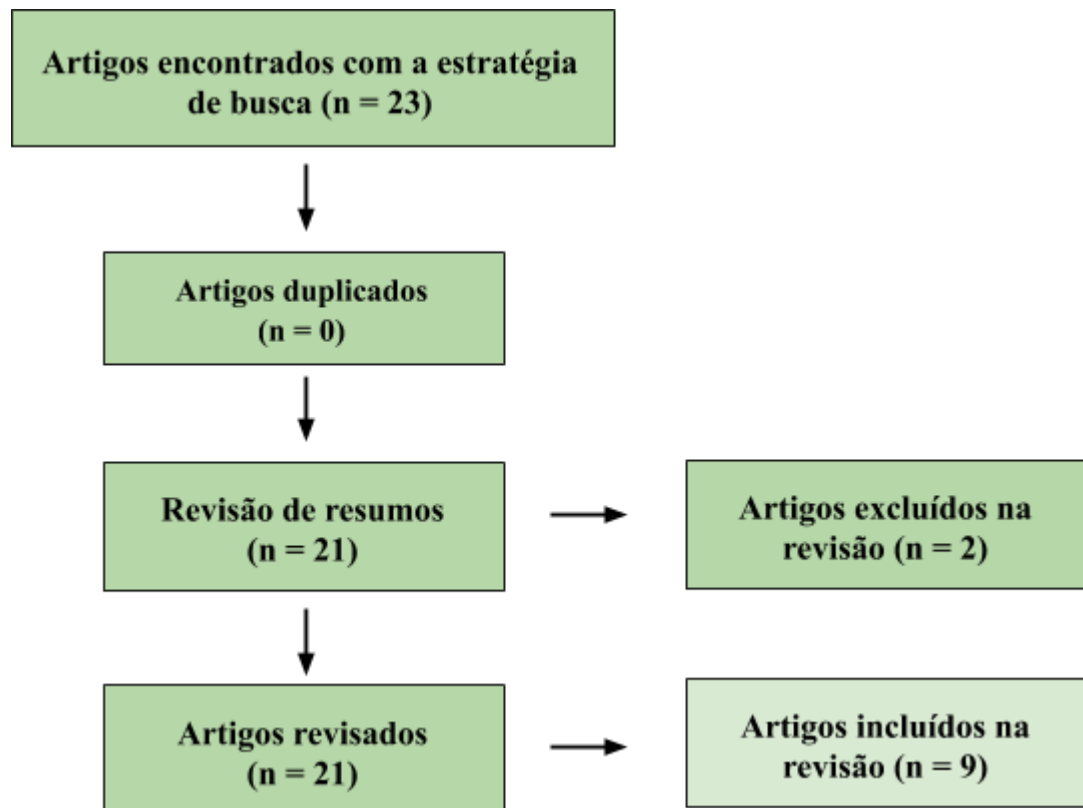 Artigos encontrados com a estratégia
de busca (n = 23)
Artigos duplicados
(n = 0)
Revisão de resumos
(n = 21)
Artigos excluídos na
revisão (n = 2)
Artigos revisados
(n = 21)
Artigos incluídos na
revisão (n = 9)